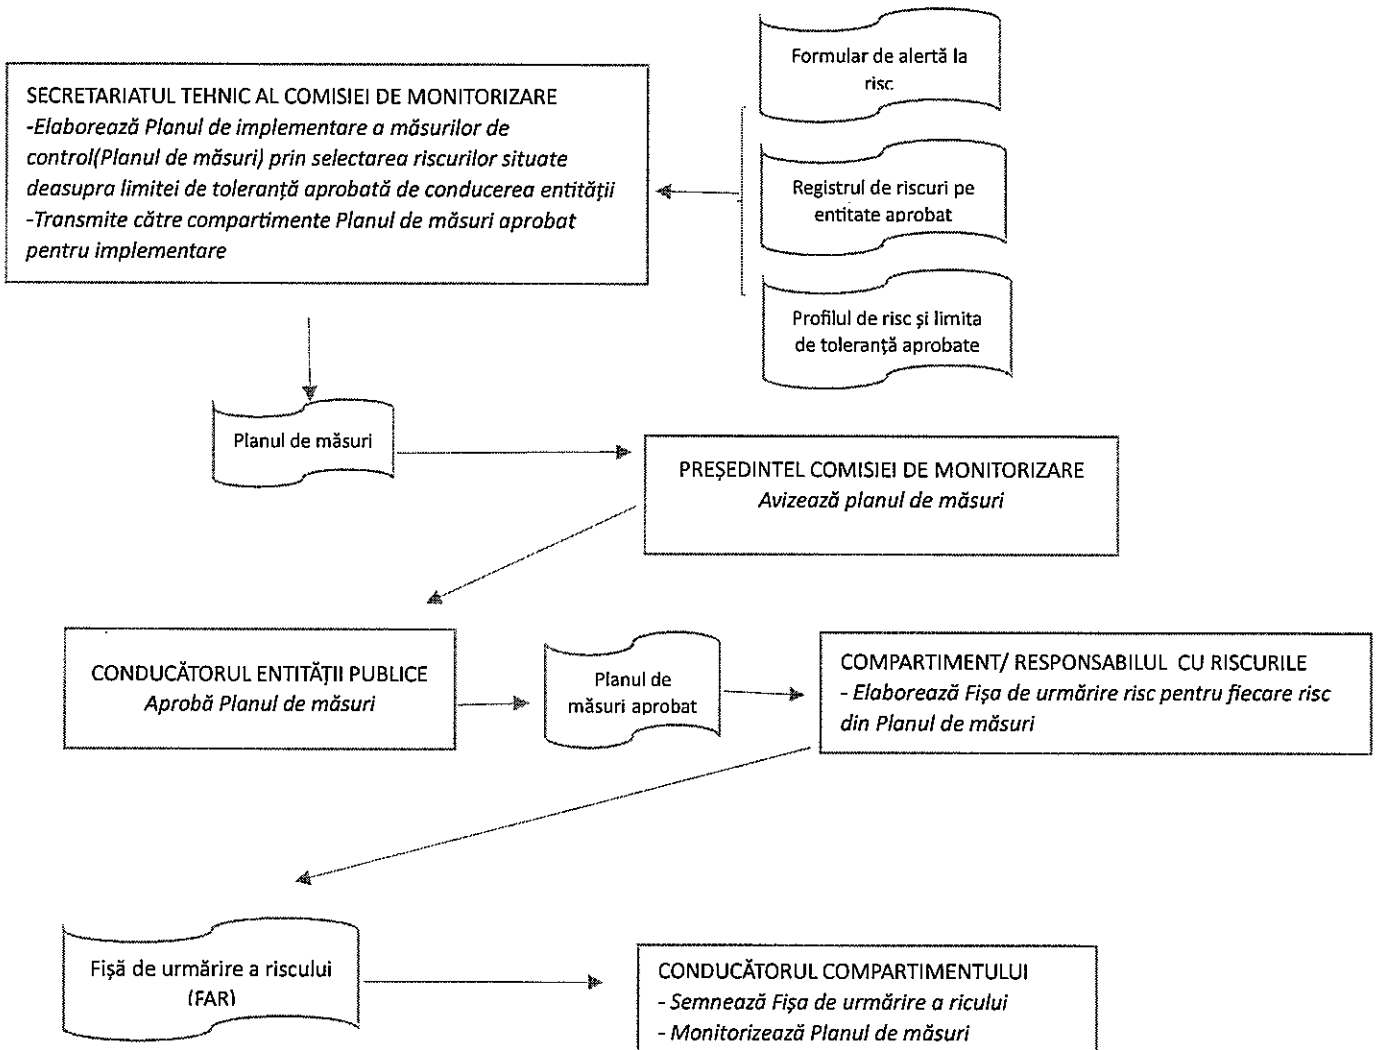 Formular de alertă la
risc
SECRETARIATUL TEHNIC AL COMISIEI DE MONITORIZARE
-Elaborează Planul de implementare a măsurilor de
control(Planul de măsuri) prin selectarea riscurilor situate
deasupra limitei de toleranță aprobată de conducerea entității
-Transmite către compartimente Planul de măsuri aprobat
pentru implementare
Registrul de riscuri pe
entitate aprobat
Profilul de risc și limita
de toleranță aprobate
Planul de măsuri
PREȘEDINTEL COMISIEI DE MONITORIZARE
Avizează planul de măsuri
CONDUCĂTORUL ENTITĂȚII PUBLICE
Aprobă Planul de măsuri
Planul de
măsuri aprobat
COMPARTIMENT/ RESPONSABILUL CU RISCURILE
- Elaborează Fișa de urmărire risc pentru fiecare risc
din Planul de măsuri
Fișă de urmărire a riscului
(FAR)
CONDUCĂTORUL COMPARTIMENTULUI
- Semnează Fișa de urmărire a ricului
- Monitorizează Planul de măsuri